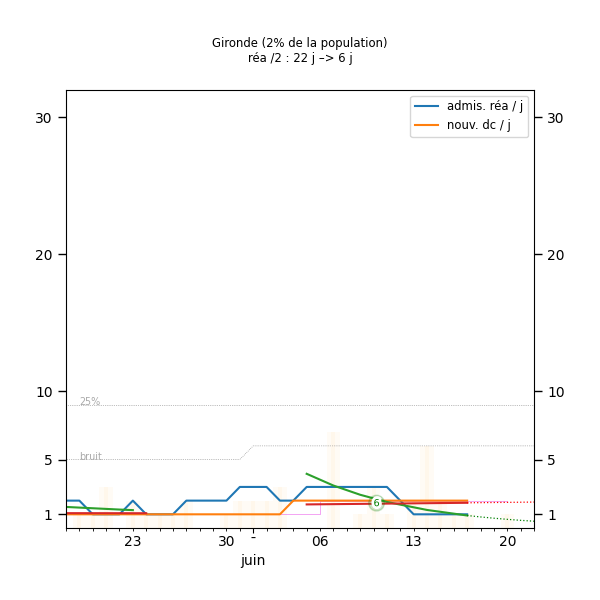 Gironde (2% de la population)
réa /2 : 22 j –> 6 j
admis. réa / j
nouv. dc / j
30 30
20 20
10 10
25%
5 5
bruit
6
1 1
23 30 06 13 20
juin